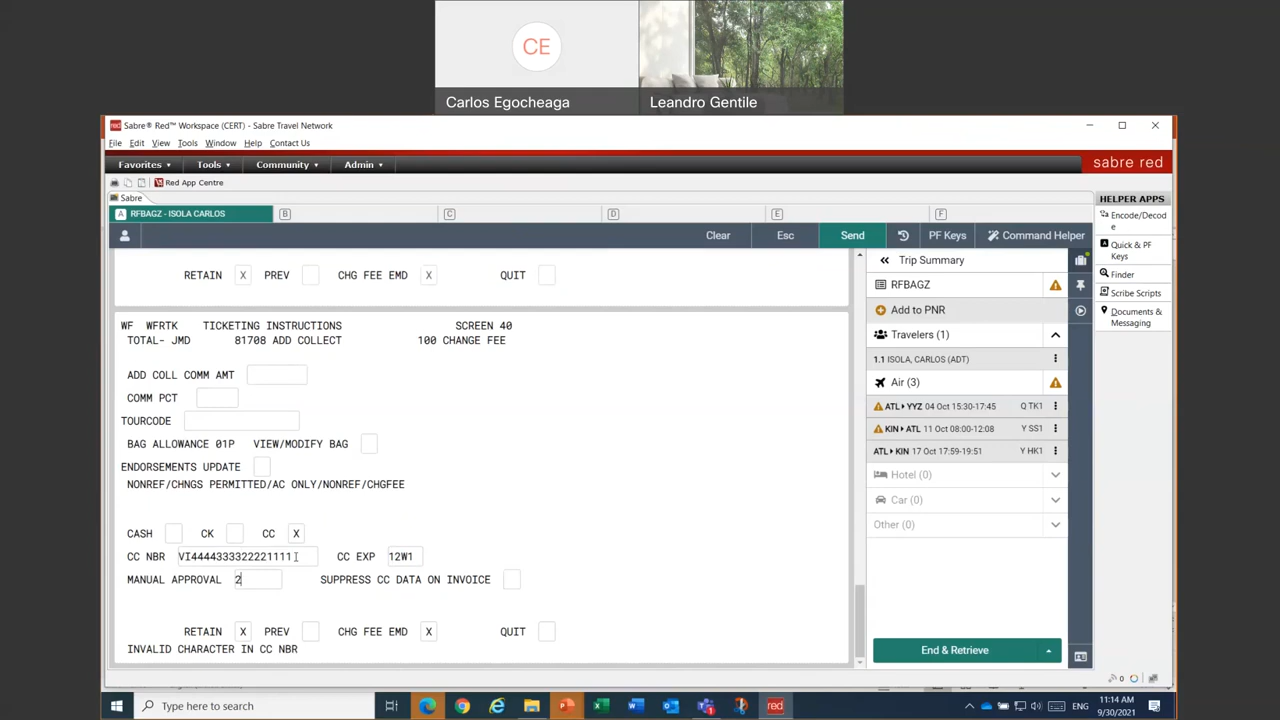 CE
Carlos Egocheaga
Leandro Gentile
red Sabre® Red™ Workspace (CERT) - Sabre Travel Network
File Edit View Tools Window Help Contact Us
Favorites Tools Community Admin
sabre red
Red App Centre
Sabre
HELPER APPS
A RFBAGZ - ISOLA CARLOS B C D E F
Encode/Decod
e
Clear Esc Send PF Keys Command Helper
Quick & PF
Keys
Trip Summary
RETAIN X PREV CHG FEE EMD X QUIT
Finder
RFBAGZ
Scribe Scripts
Add to PNR
Documents &
Messaging
WF WFRTK TICKETING INSTRUCTIONS SCREEN 40
TOTAL- JMD 81708 ADD COLLECT 100 CHANGE FEE
Travelers (1)
1.1 ISOLA, CARLOS (ADT)
ADD COLL COMM AMT
Air (3)
COMM PCT
ATL KIN YYZ 04 Oct 15:30-17:45 Q TK1
TOURCODE
KIN ATL 11 Oct 08:00-12:08 Y SS1
BAG ALLOWANCE 01P VIEW/MODIFY BAG
ATL KIN 17 Oct 17:59-19:51 Y HK1
ENDORSEMENTS UPDATE
Hotel (0)
NONREF/CHNGS PERMITTED/AC ONLY/NONREF/CHGFEE
Car (0)
Other (0)
CASH CK CC X
CC NBR VI4444333322221111 CC EXP 12W1
MANUAL APPROVAL 2 SUPPRESS CC DATA ON INVOICE
RETAIN X PREV CHG FEE EMD X QUIT
INVALID CHARACTER IN CC NBR
End & Retrieve
0
Type here to search
red
ENG
11:14 AM
9/30/2021